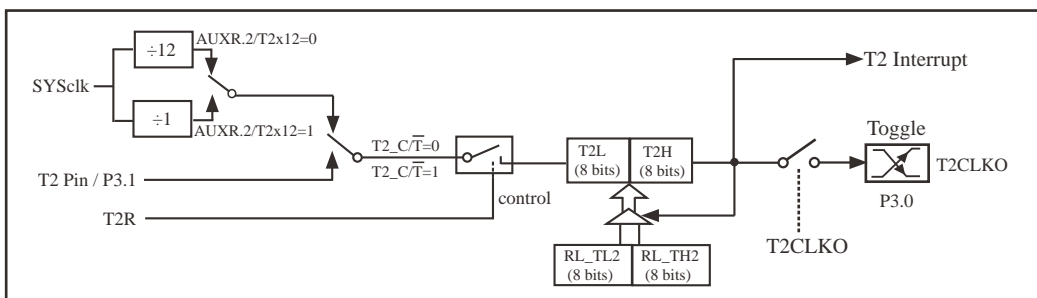 ÷12
AUXR.2/T2x12=0
SYSclk
÷1
AUXR.2/T2x12=1
T2 Pin / P3.1
T2_C/T̅=0
T2_C/T̅=1
T2R
control
T2L
(8 bits)
T2H
(8 bits)
RL_TL2
(8 bits)
RL_TH2
(8 bits)
T2 Interrupt
Toggle
T2CLKO
P3.0
T2CLKO